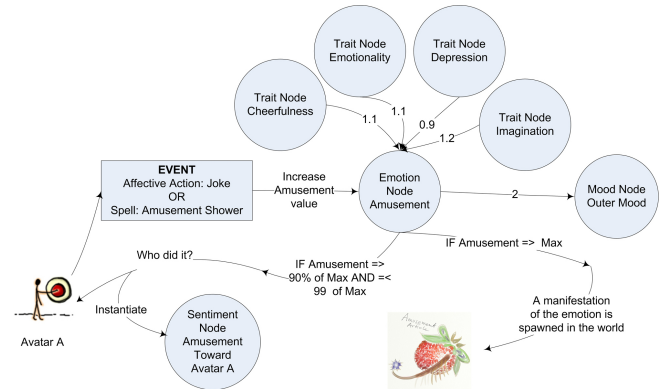 Trait Node
Emotionality
Trait Node
Depression
Trait Node
Cheerfulness
Trait Node
Imagination
1.1
1.1
0.9
1.2
EVENT
Affective Action: Joke
OR
Spell: Amusement Shower
Increase
Amusement
value
Emotion
Node
Amusement
2
Mood Node
Outer Mood
Who did it?
IF Amusement =>
90% of Max AND =<
99 of Max
IF Amusement => Max
Instantiate
Avatar A
Sentiment
Node
Amusement
Toward
Avatar A
A manifestation
of the emotion is
spawned in the world
Amusement